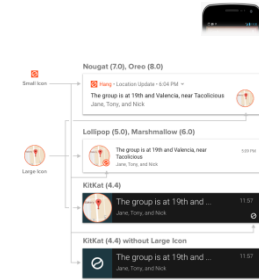 Nougat (7.0), Oreo (8.0)
Small Icon
Hang • Location Update • 6:04 PM
The group is at 19th and Valencia, near Tacolicious
Jane, Tony, and Nick
Lollipop (5.0), Marshmallow (6.0)
The group is at 19th and Valencia, near
Tacolicious
Jane, Tony, and Nick
Large Icon
KitKat (4.4)
The group is at 19th and ...
11:57
Jane, Tony, and Nick
KitKat (4.4) without Large Icon
The group is at 19th and ...
11:57
Jane, Tony, and Nick